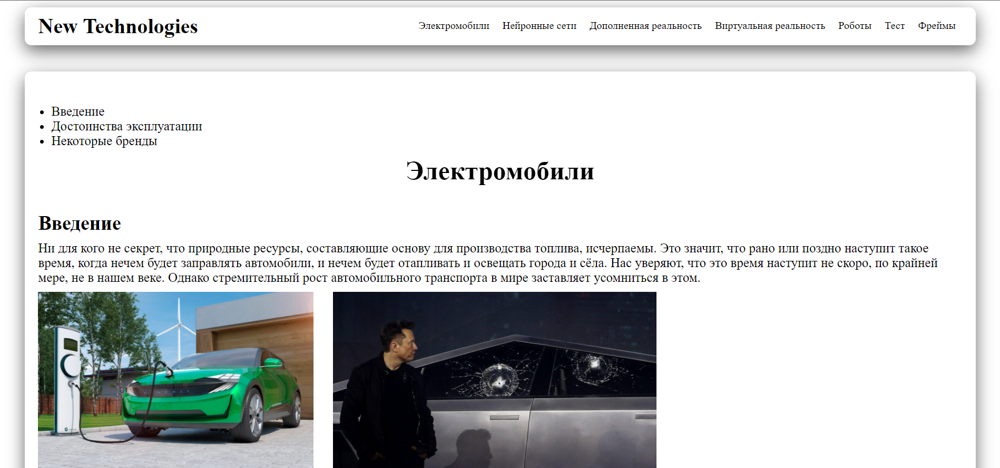 New Technologies
Электромобили Нейронные сети Дополненная реальность Виртуальная реальность Роботы Тест Фреймы
Введение
Достоинства эксплуатации
Некоторые бренды
Электромобили
Введение
Ни для кого не секрет, что природные ресурсы, составляющие основу для производства топлива, исчерпаемы. Это значит, что рано или поздно наступит такое
время, когда нечем будет заправлять автомобили, и нечем будет отапливать и освещать города и сёла. Нас уверяют, что это время наступит не скоро, по крайней
мере, не в нашем веке. Однако стремительный рост автомобильного транспорта в мире заставляет усомниться в этом.
GENERIC